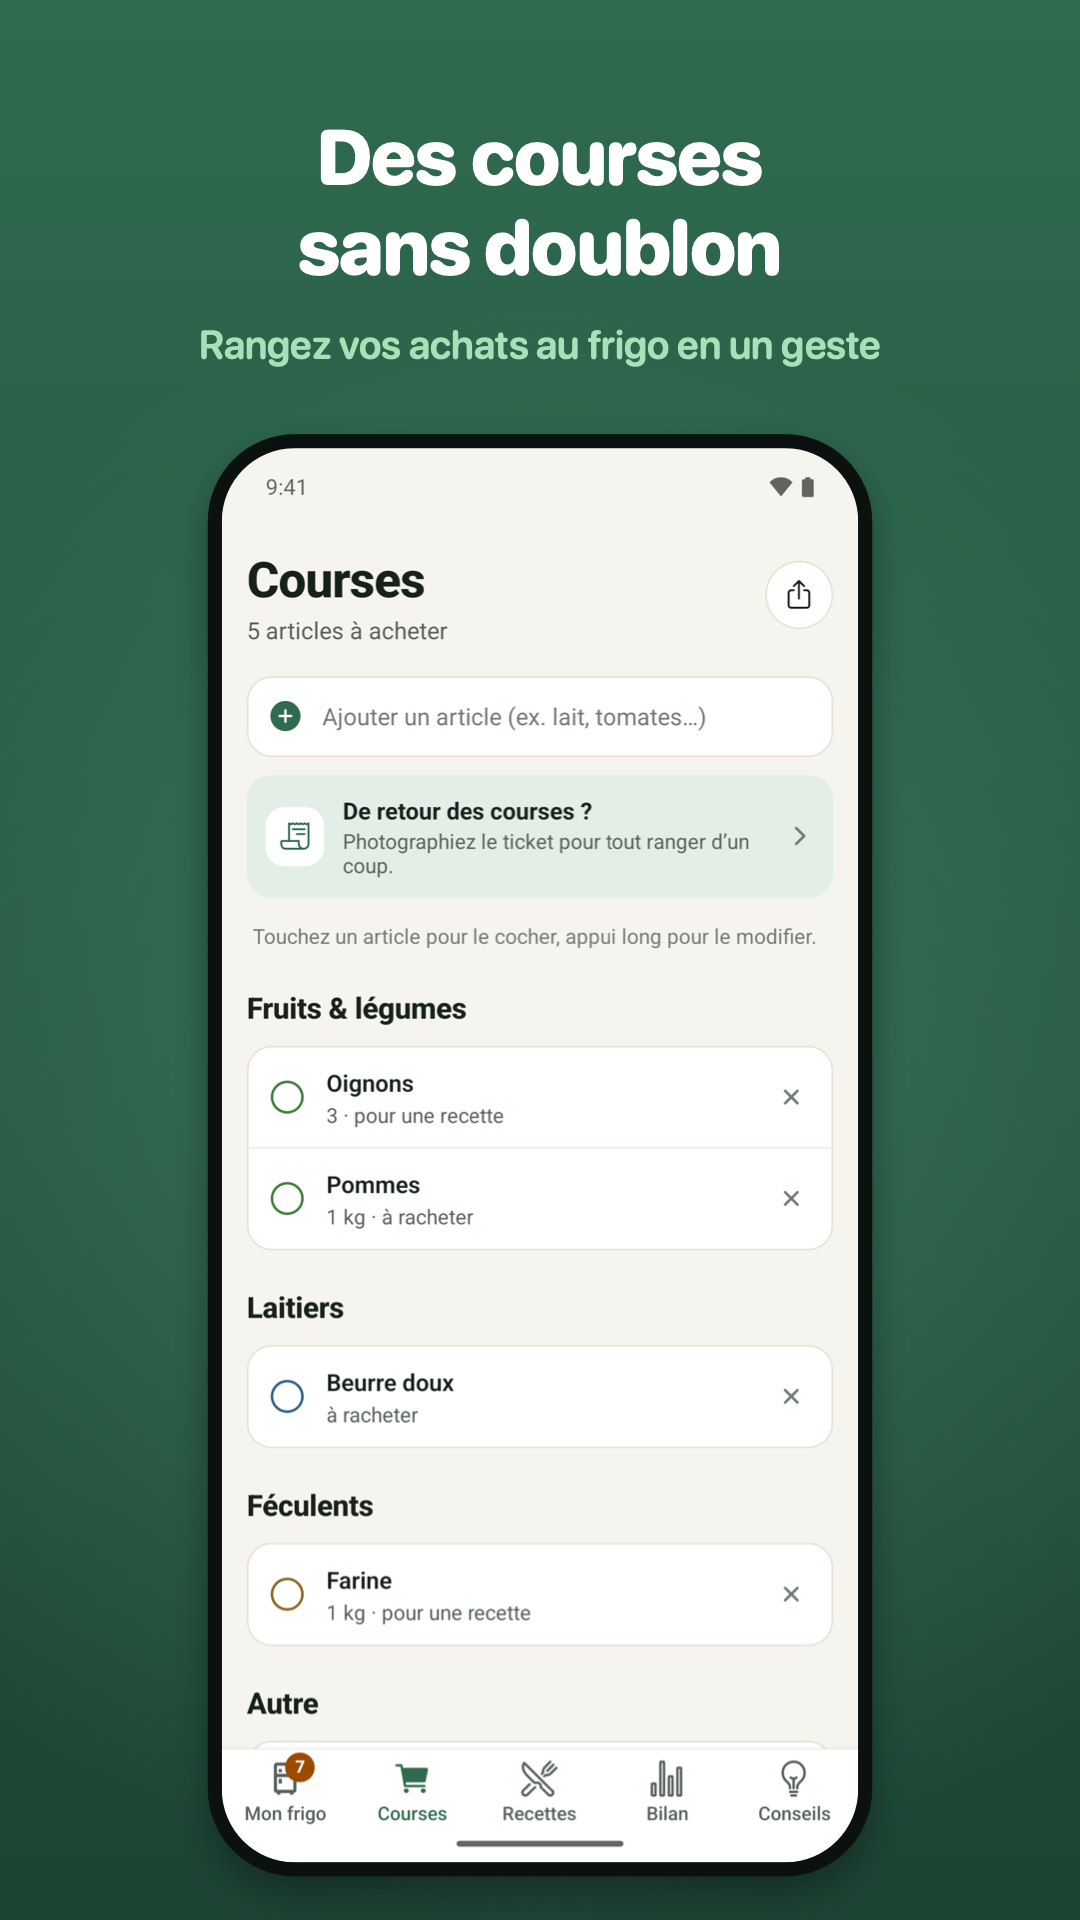 Des courses
sans doublon
Rangez vos achats au frigo en un geste
9:41
Courses
5 articles à acheter
Ajouter un article (ex. lait, tomates…)
De retour des courses ?
Photographiez le ticket pour tout ranger d’un
coup.
Touchez un article pour le cocher, appui long pour le modifier.
Fruits & légumes
Oignons
3 · pour une recette
Pommes
1 kg · à racheter
Laitiers
Beurre doux
à racheter
Féculents
Farine
1 kg · pour une recette
Autre
7
Mon frigo
Courses
Recettes
Bilan
Conseils